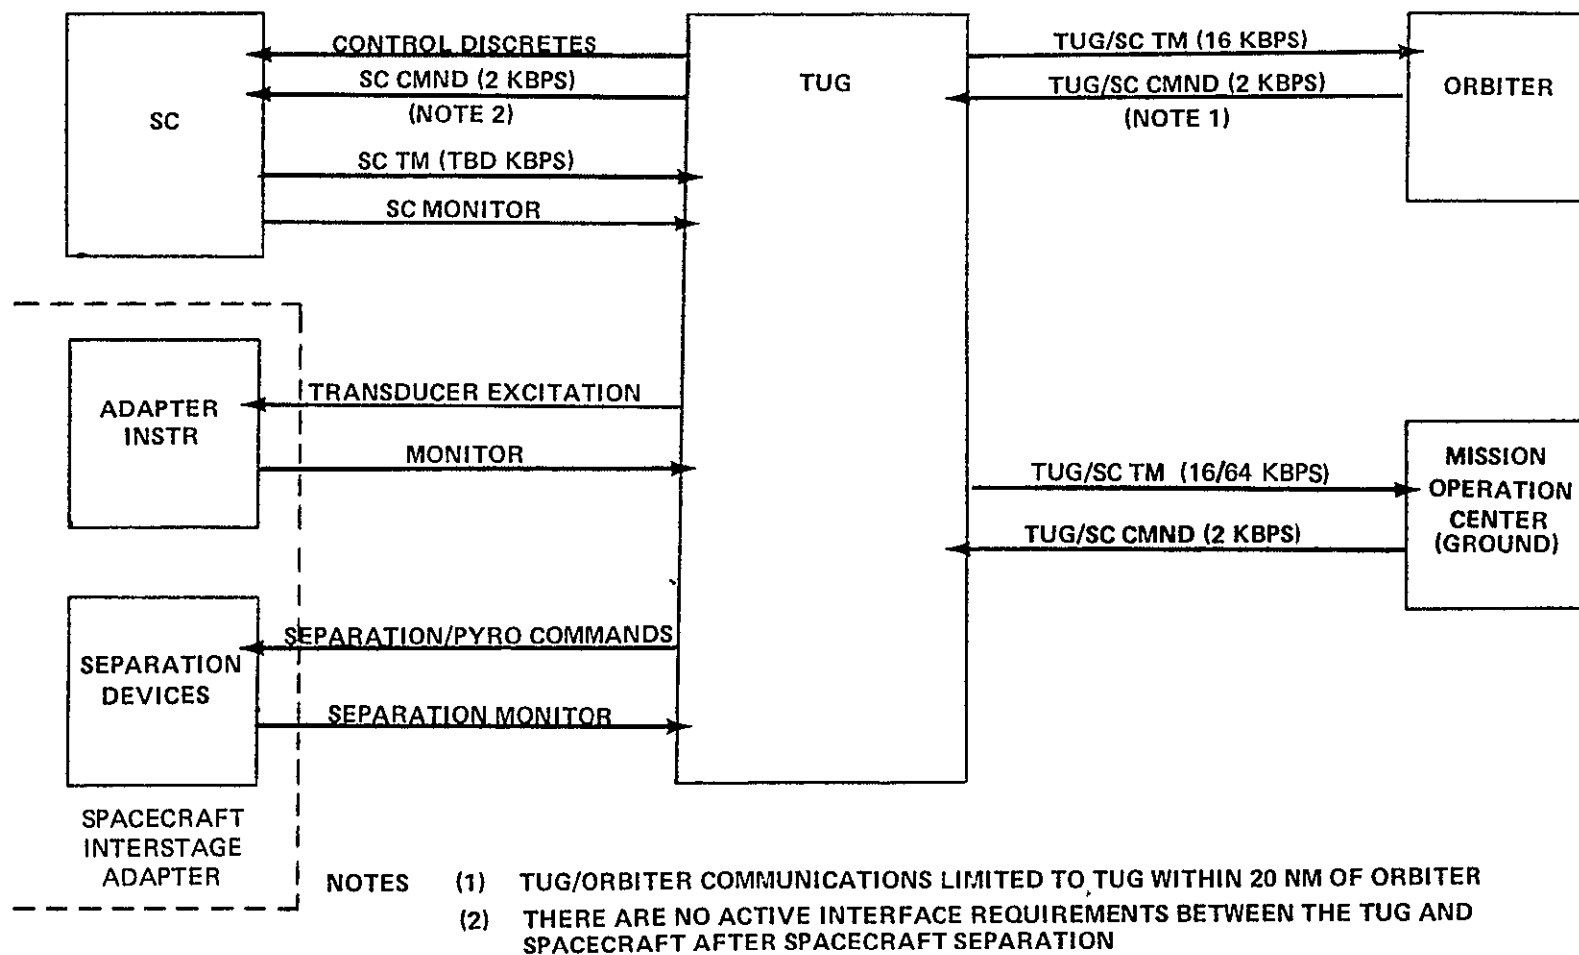 SC
CONTROL DISCRETES
SC CMND (2 KBPS)
(NOTE 2)
SC TM (TBD KBPS)
SC MONITOR
TUG
TUG/SC TM (16 KBPS)
TUG/SC CMND (2 KBPS)
(NOTE 1)
ORBITER
ADAPTER
INSTR
TRANSDUCER EXCITATION
MONITOR
TUG/SC TM (16/64 KBPS)
TUG/SC CMND (2 KBPS)
MISSION
OPERATION
CENTER
(GROUND)
SEPARATION
DEVICES
SEPARATION/PYRO COMMANDS
SEPARATION MONITOR
SPACECRAFT
INTERSTAGE
ADAPTER
NOTES (1) TUG/ORBITER COMMUNICATIONS LIMITED TO TUG WITHIN 20 NM OF ORBITER
(2) THERE ARE NO ACTIVE INTERFACE REQUIREMENTS BETWEEN THE TUG AND
SPACECRAFT AFTER SPACECRAFT SEPARATION